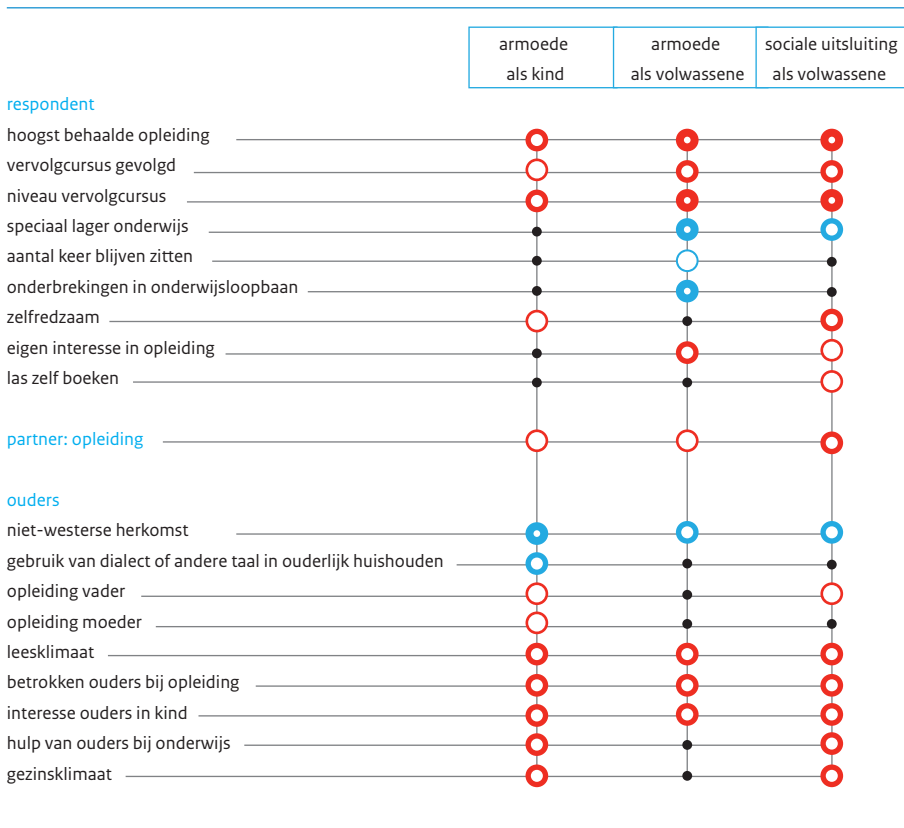 armoede
als kind
armoede
als volwassene
sociale uitsluiting
als volwassene
respondent
hoogst behaalde opleiding
vervolgcursus gevolgd
niveau vervolgcursus
speciaal lager onderwijs
aantal keer blijven zitten
onderbrekingen in onderwijsloopbaan
zelfredzaam
eigen interesse in opleiding
las zelf boeken
partner: opleiding
ouders
niet-westerse herkomst
gebruik van dialect of andere taal in ouderlijk huishouden
opleiding vader
opleiding moeder
leesklimaat
betrokken ouders bij opleiding
interesse ouders in kind
hulp van ouders bij onderwijs
gezinsklimaat